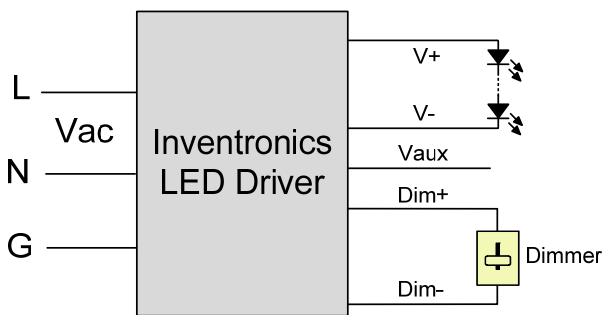 L
Vac
N
G
Inventronics
LED Driver
V+
V-
Vaux
Dim+
Dimmer
Dim-